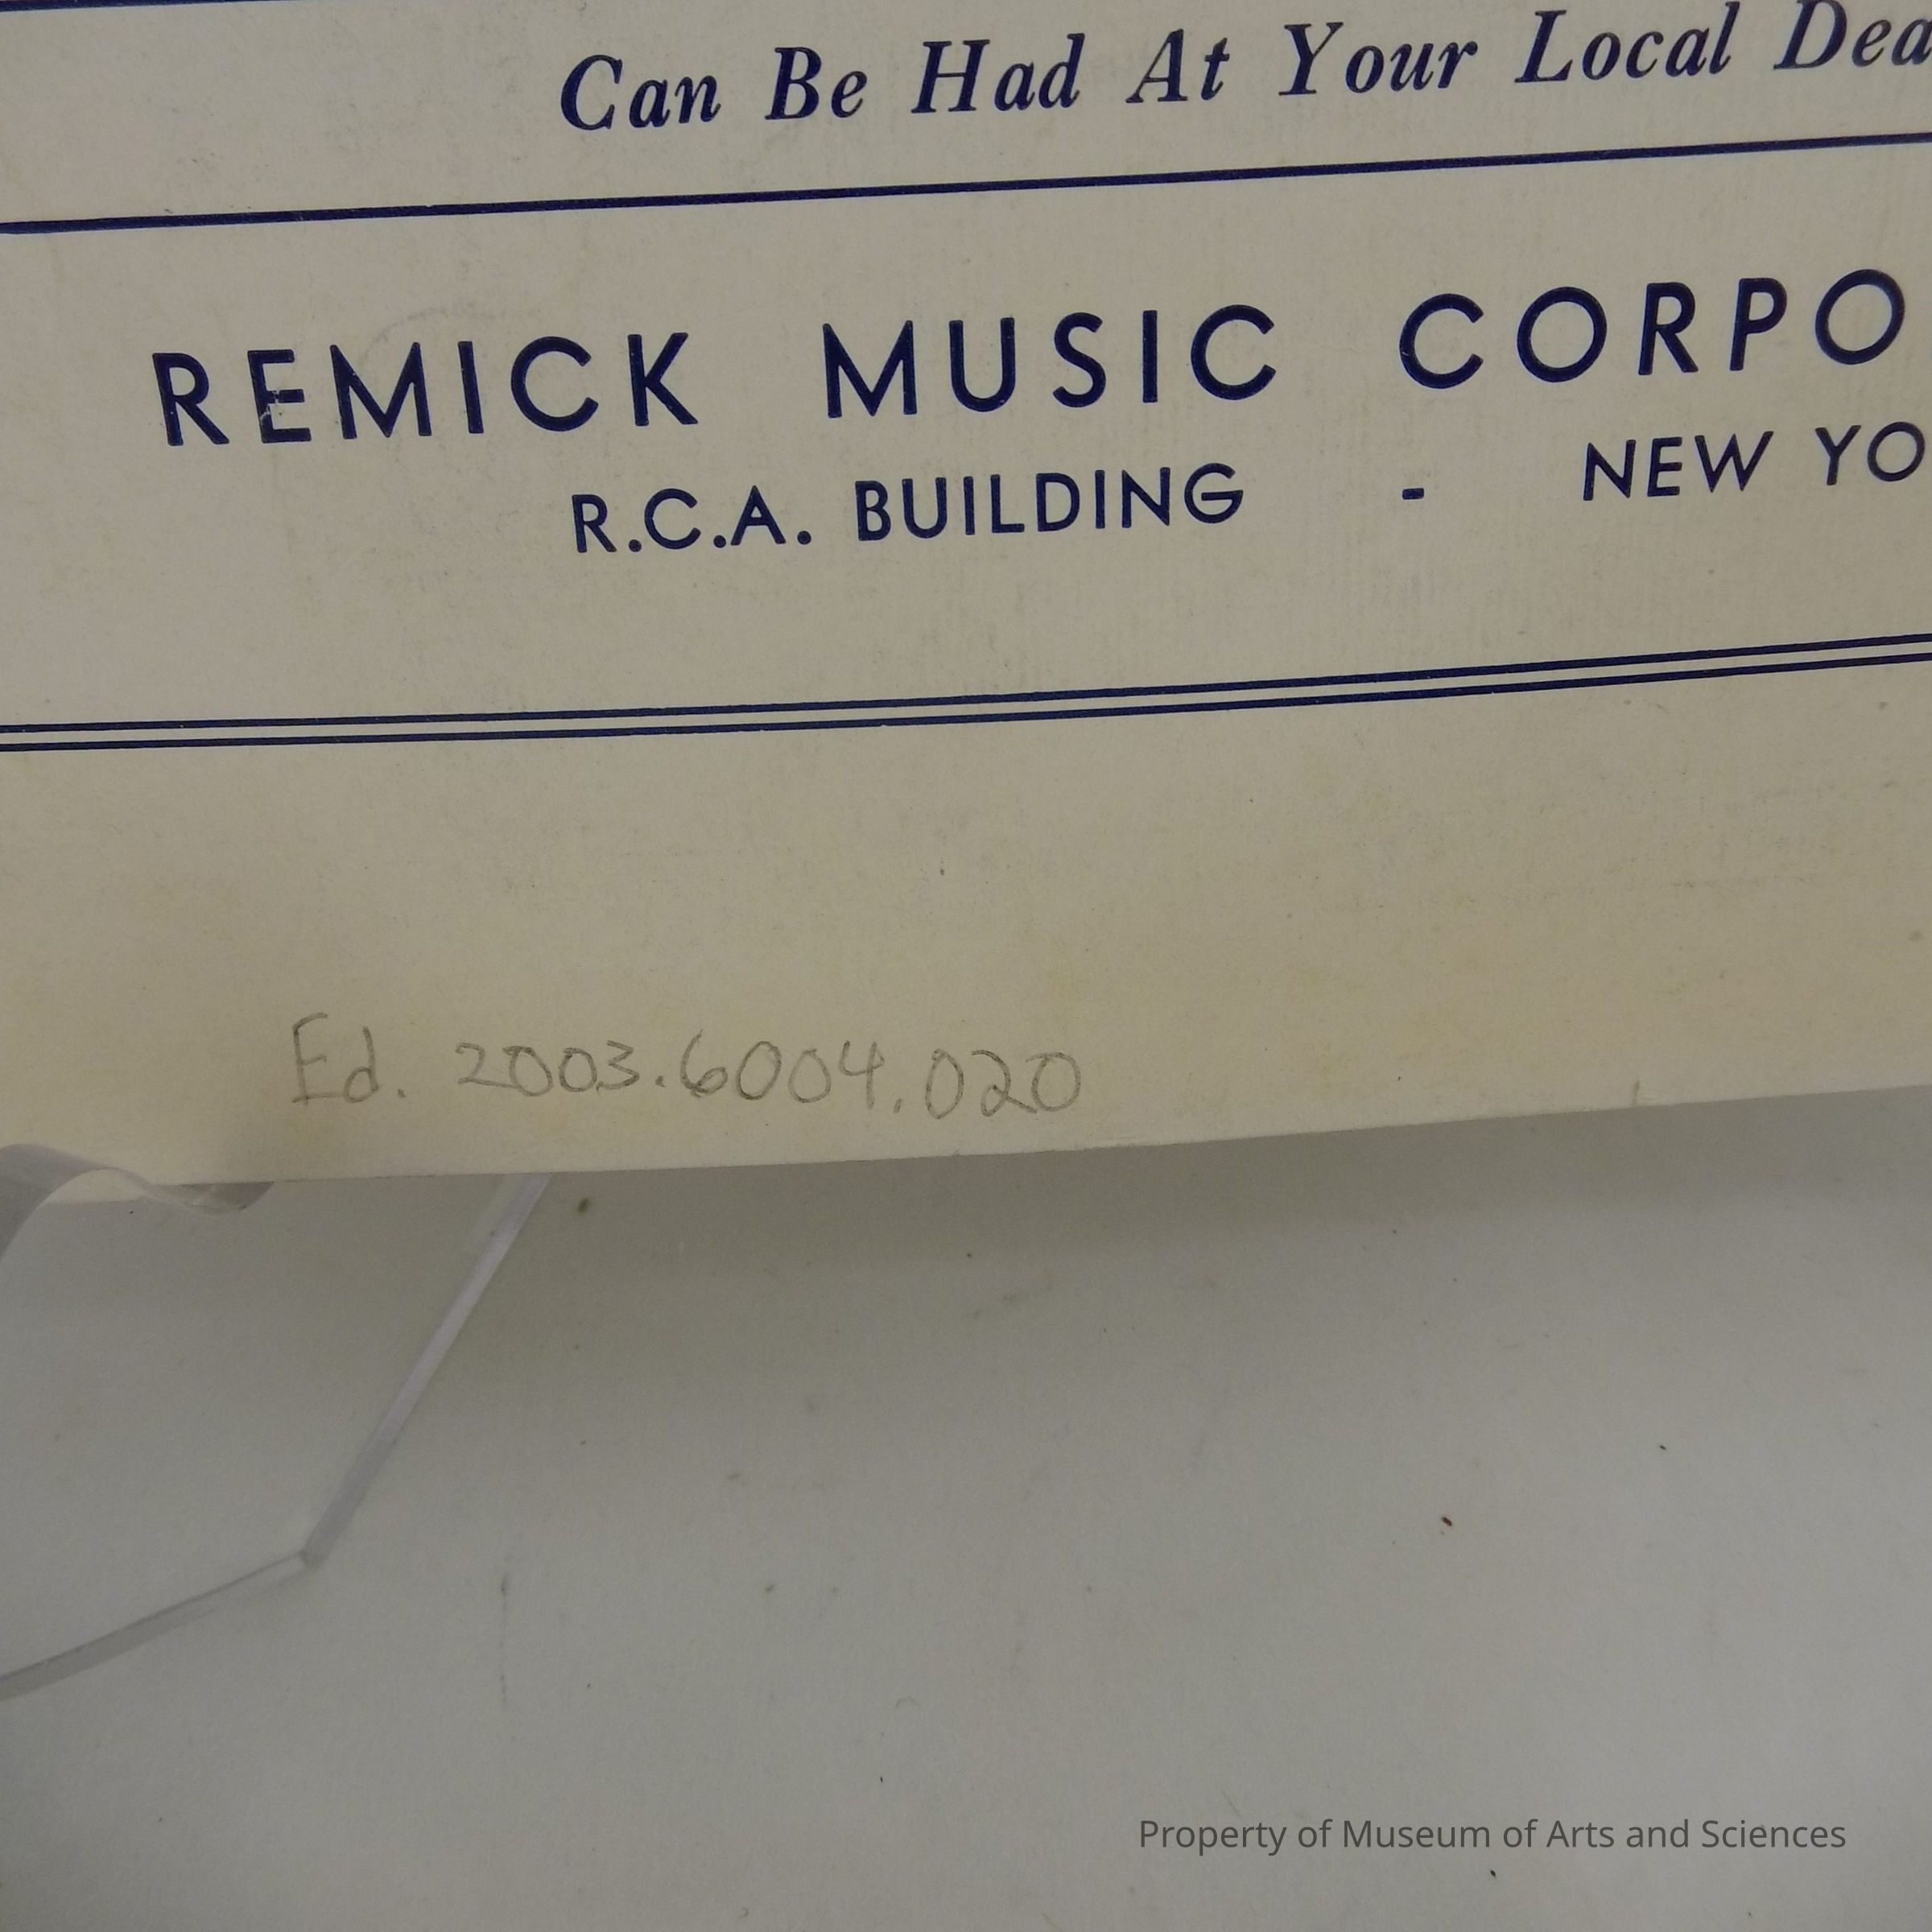 Can Be Had At Your Local Dea
REMICK MUSIC CORPO
R.C.A. BUILDING - NEW YO
Ed. 2003.6004.020
Property of Museum of Arts and Sciences